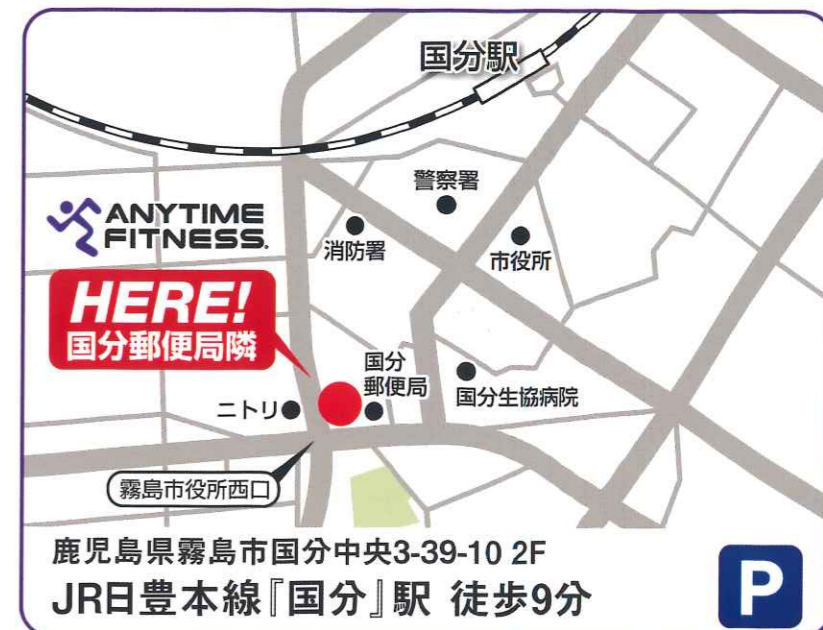 国分駅
警察署
ANYTIME
FITNESS.
消防署
市役所
HERE!
国分郵便局隣
国分
郵便局
国分生協病院
ニトリ
霧島市役所西口
鹿児島県霧島市国分中央3-39-10 2F
JR日豊本線『国分』駅 徒歩9分
P